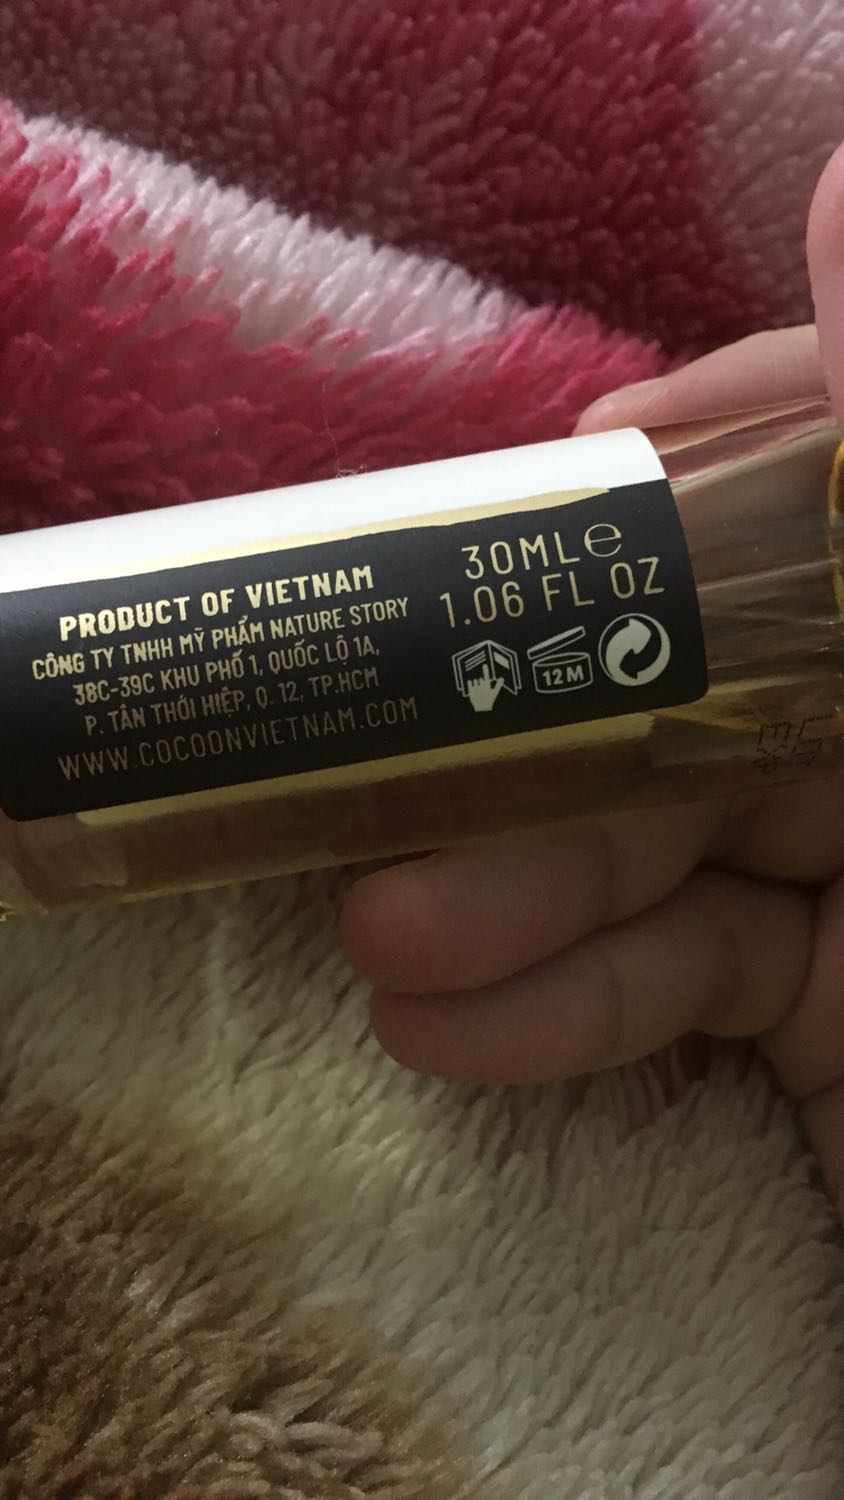 PRODUCT OF VIETNAM
CÔNG TY TNHH MỸ PHẨM NATURE STORY
38C-39C KHU PHỐ 1, QUỐC LỘ 1A,
P. TÂN THỚI HIỆP, Q. 12, TP.HCM
WWW.COCOONVIETNAM.COM
30ML℮
1.06 FL OZ
12M